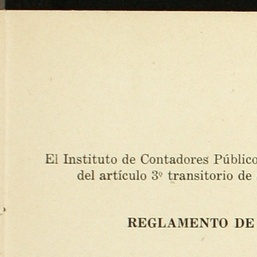 El Instituto de Contadores Público
del artículo 3º transitorio de
REGLAMENTO DE